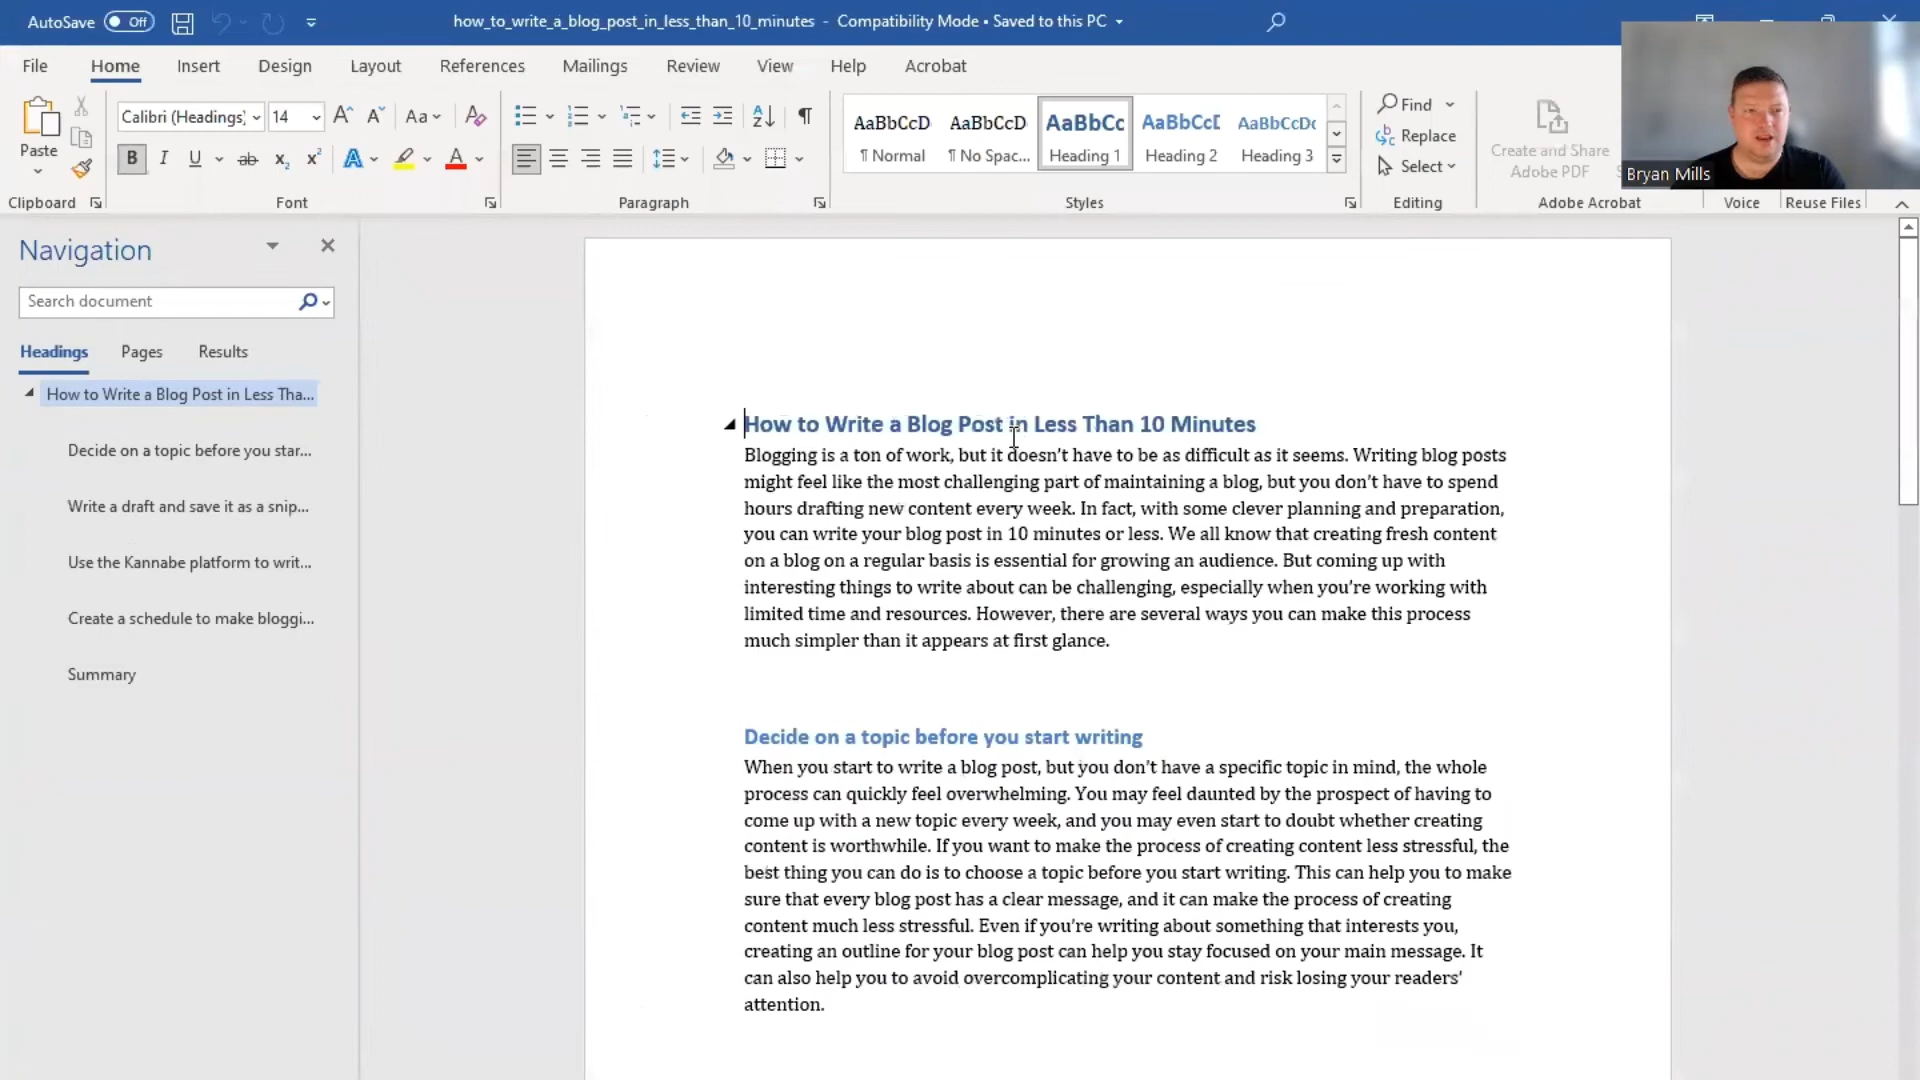 AutoSave Off how_to_write_a_blog_post_in_less_than_10_minutes - Compatibility Mode • Saved to this PC
File Home Insert Design Layout References Mailings Review View Help Acrobat
Bryan Mills
Paste
Calibri (Headings) 14
Aa
AaBbCcD AaBbCcD AaBbCc AaBbCcD AaBbCcDc
¶ Normal ¶ No Spac... Heading 1 Heading 2 Heading 3
Find
Replace
Select
Create and Share
Adobe PDF
Clipboard Font Paragraph Styles Editing Adobe Acrobat Voice Reuse Files
Navigation
Search document
Headings Pages Results
How to Write a Blog Post in Less Tha...
Decide on a topic before you star...
Write a draft and save it as a snip...
Use the Kannabe platform to writ...
Create a schedule to make bloggi...
Summary
How to Write a Blog Post in Less Than 10 Minutes
Blogging is a ton of work, but it doesn't have to be as difficult as it seems. Writing blog posts
might feel like the most challenging part of maintaining a blog, but you don't have to spend
hours drafting new content every week. In fact, with some clever planning and preparation,
you can write your blog post in 10 minutes or less. We all know that creating fresh content
on a blog on a regular basis is essential for growing an audience. But coming up with
interesting things to write about can be challenging, especially when you're working with
limited time and resources. However, there are several ways you can make this process
much simpler than it appears at first glance.
Decide on a topic before you start writing
When you start to write a blog post, but you don't have a specific topic in mind, the whole
process can quickly feel overwhelming. You may feel daunted by the prospect of having to
come up with a new topic every week, and you may even start to doubt whether creating
content is worthwhile. If you want to make the process of creating content less stressful, the
best thing you can do is to choose a topic before you start writing. This can help you to make
sure that every blog post has a clear message, and it can make the process of creating
content much less stressful. Even if you're writing about something that interests you,
creating an outline for your blog post can help you stay focused on your main message. It
can also help you to avoid overcomplicating your content and risk losing your readers'
attention.